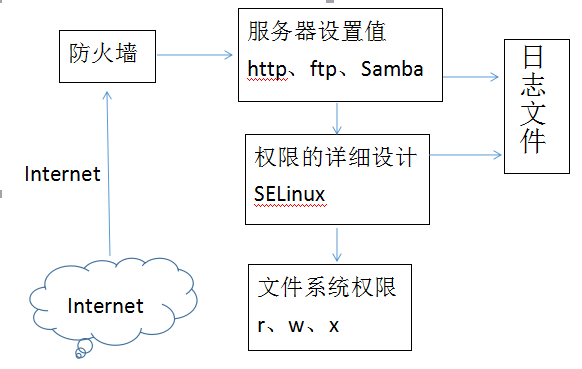 防火墙
服务器设置值
http、ftp、Samba
日志文件
权限的详细设计
SELinux
Internet
Internet
文件系统权限
r、w、x